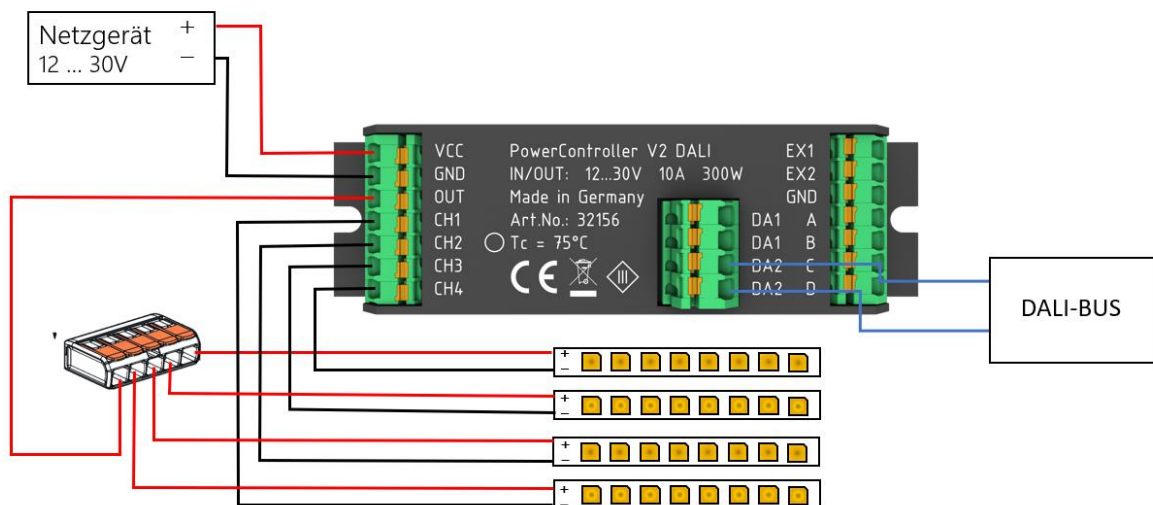 Netzgerät +
12 ... 30V −
VCC
GND
OUT
CH1
CH2
CH3
CH4
PowerController V2 DALI
IN/OUT: 12...30V 10A 300W
Made in Germany
Art.No.: 32156
Tc = 75°C
CE
III
EX1
EX2
GND
DA1 A
DA1 B
DA2 C
DA2 D
DALI-BUS
+
−
+
−
+
−
+
−